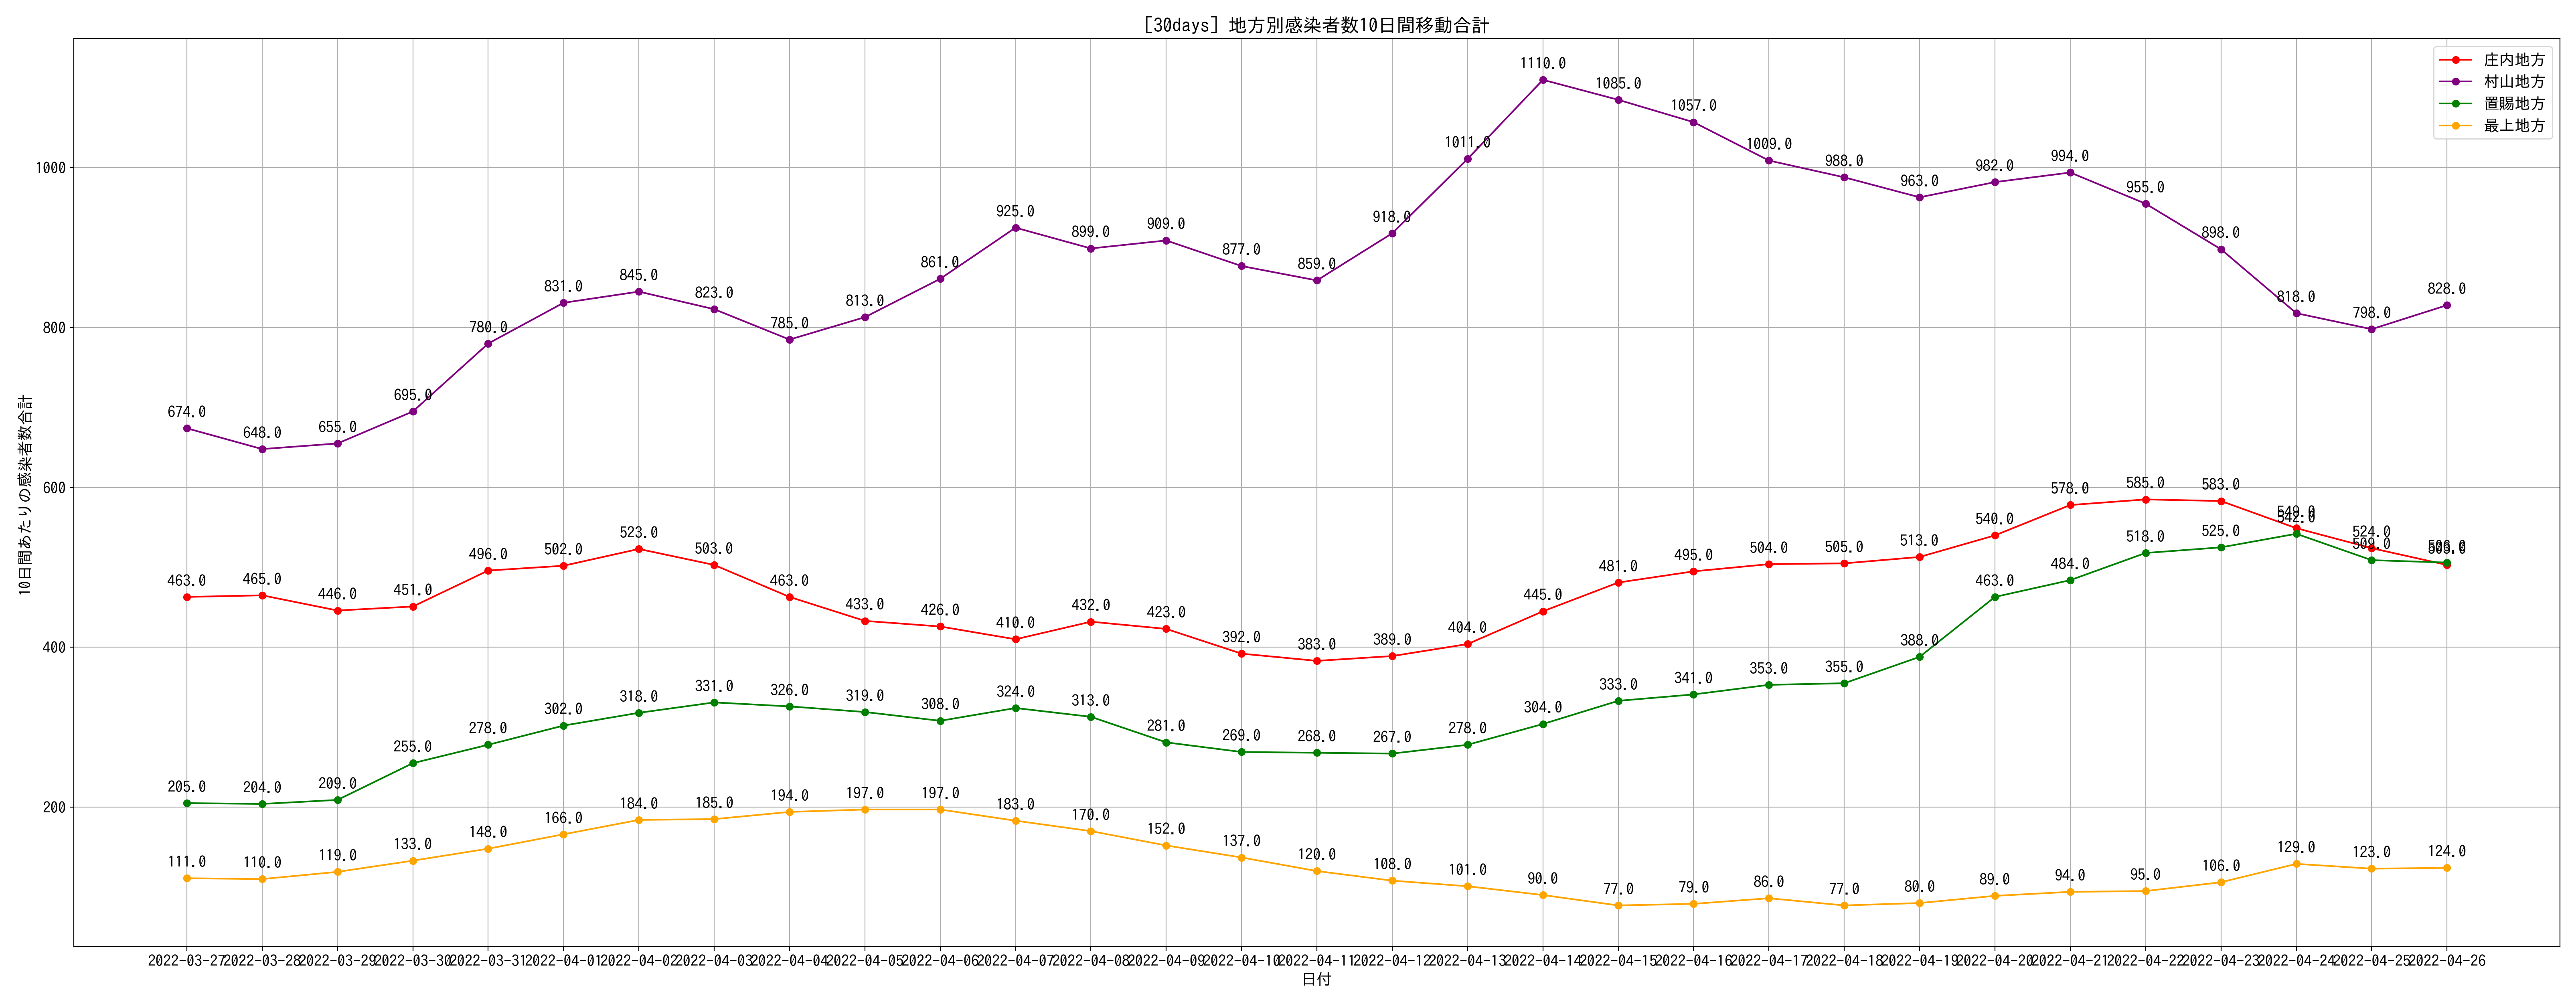 [30days] 地方別感染者数10日間移動合計
庄内地方
村山地方
置賜地方
最上地方
10日間あたりの感染者数合計
1000
800
600
400
200
674.0 648.0 655.0 695.0 780.0 831.0 845.0 823.0 785.0 813.0 861.0 925.0 899.0 909.0 877.0 859.0 918.0 1011.0 1110.0 1085.0 1057.0 1009.0 988.0 963.0 982.0 994.0 955.0 898.0 818.0 798.0 828.0
463.0 465.0 446.0 451.0 496.0 502.0 523.0 503.0 463.0 433.0 426.0 410.0 432.0 423.0 392.0 383.0 389.0 404.0 445.0 481.0 495.0 504.0 505.0 513.0 540.0 578.0 585.0 583.0 549.0 524.0 503.0
205.0 204.0 209.0 255.0 278.0 302.0 318.0 331.0 326.0 319.0 308.0 324.0 313.0 281.0 269.0 268.0 267.0 278.0 304.0 333.0 341.0 353.0 355.0 388.0 463.0 484.0 518.0 525.0 542.0 509.0 506.0
111.0 110.0 119.0 133.0 148.0 166.0 184.0 185.0 194.0 197.0 197.0 183.0 170.0 152.0 137.0 120.0 108.0 101.0 90.0 77.0 79.0 86.0 77.0 80.0 89.0 94.0 95.0 106.0 129.0 123.0 124.0
2022-03-27 2022-03-28 2022-03-29 2022-03-30 2022-03-31 2022-04-01 2022-04-02 2022-04-03 2022-04-04 2022-04-05 2022-04-06 2022-04-07 2022-04-08 2022-04-09 2022-04-10 2022-04-11 2022-04-12 2022-04-13 2022-04-14 2022-04-15 2022-04-16 2022-04-17 2022-04-18 2022-04-19 2022-04-20 2022-04-21 2022-04-22 2022-04-23 2022-04-24 2022-04-25 2022-04-26
日付